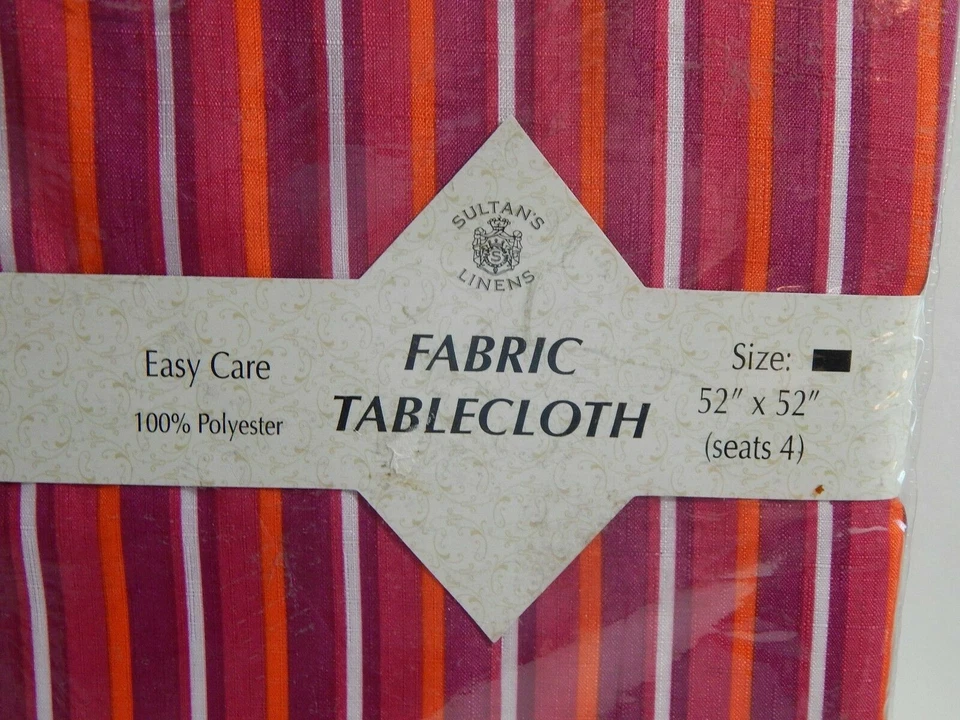 SULTAN'S
S
LINENS
FABRIC
TABLECLOTH
Easy Care
100% Polyester
Size:
52" x 52"
(seats 4)